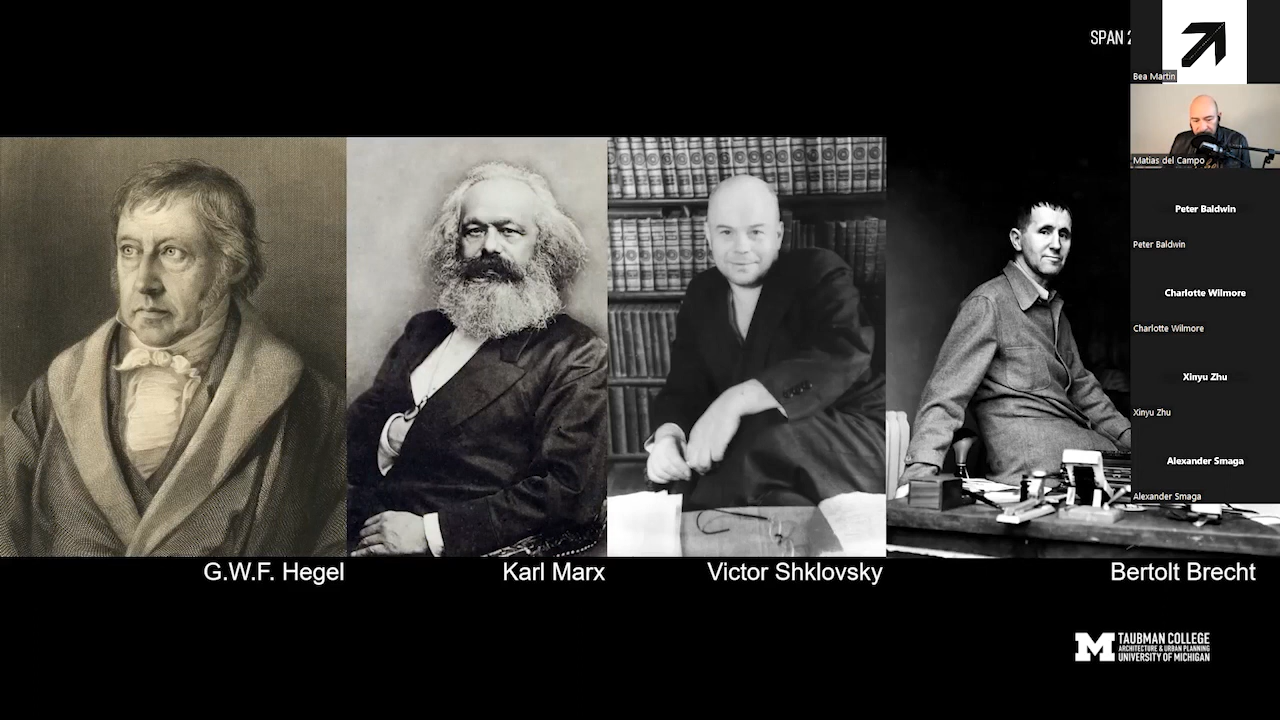 SPAN 2
Bea Martin
Matias del Campo
Peter Baldwin
Peter Baldwin
Charlotte Wilmore
Charlotte Wilmore
Xinyu Zhu
Xinyu Zhu
Alexander Smaga
Alexander Smaga
G.W.F. Hegel
Karl Marx
Victor Shklovsky
Bertolt Brecht
M
TAUBMAN COLLEGE
ARCHITECTURE & URBAN PLANNING
UNIVERSITY OF MICHIGAN